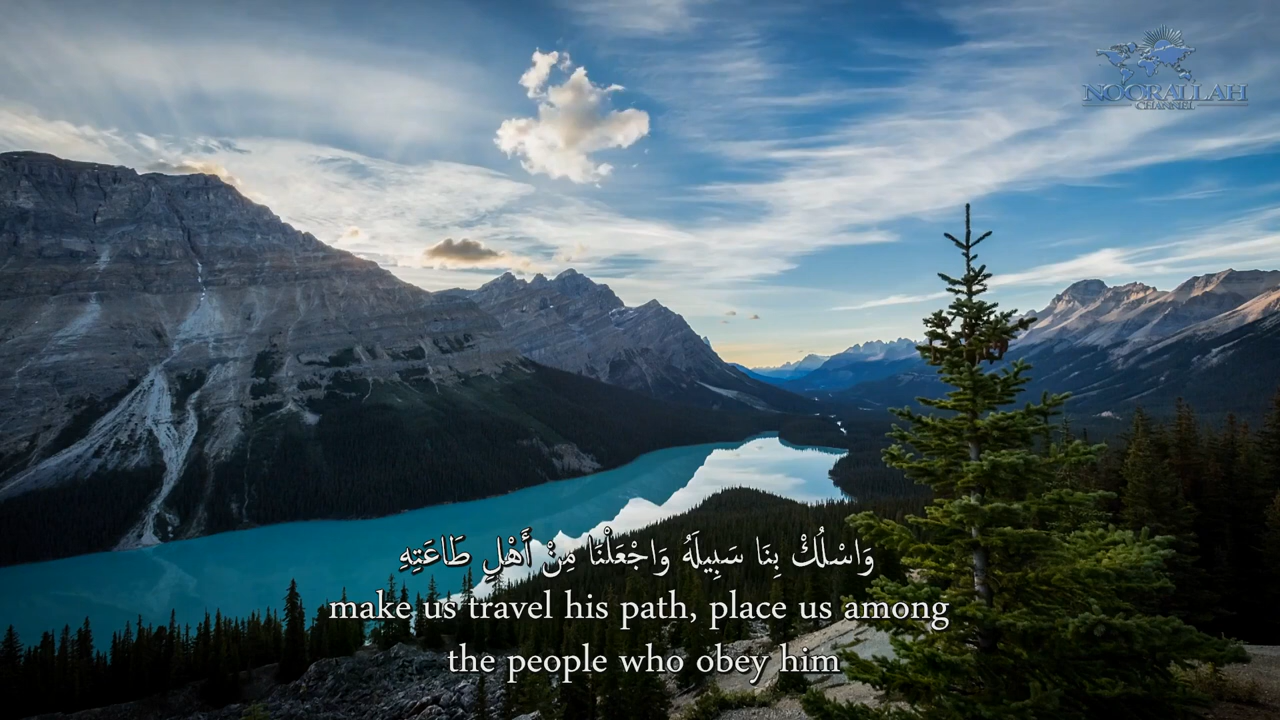 NOORALLAH
CHANNEL
وَاسْلُكْ بِنَا سَبِيلَهُ وَاجْعَلْنَا مِنْ أَهْلِ طَاعَتِهِ
make us travel his path, place us among
the people who obey him